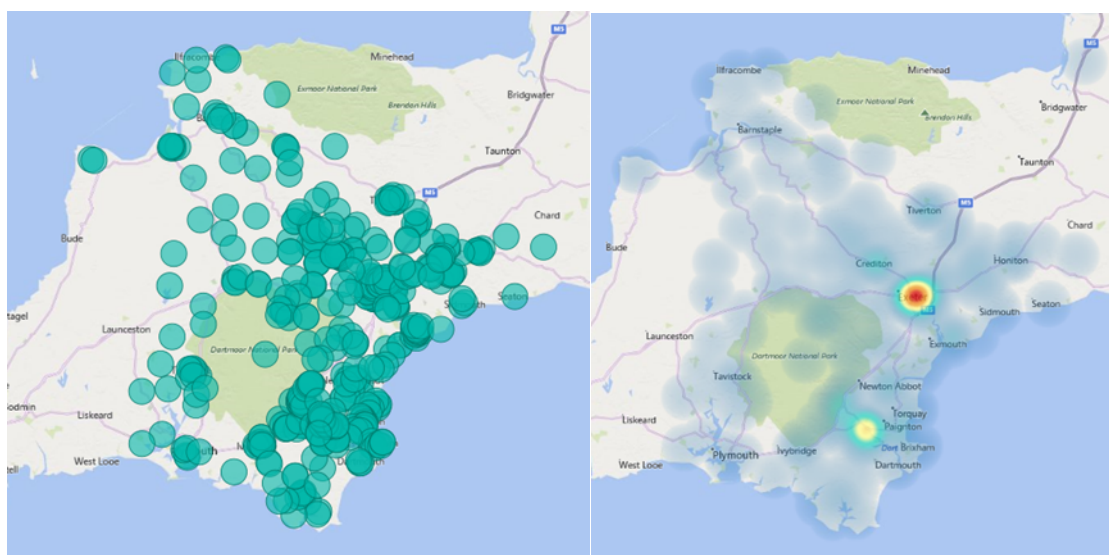 Ilfracombe
Minehead
M5
Exmoor National Park
Brendon Hills
Bridgwater
Taunton
M5
Chard
Bude
Seaton
Launceston
Dartmoor National Park
Liskeard
West Looe
Ilfracombe
Minehead
M5
Exmoor National Park
Brendon Hills
Bridgwater
Barnstaple
Taunton
M5
Tiverton
Chard
Bude
Crediton
Honiton
Seaton
Sidmouth
Launceston
Exmouth
Dartmoor National Park
Tavistock
Newton Abbot
Torquay
Liskeard
Paignton
Brixham
Plymouth
Ivybridge
West Looe
Dartmouth